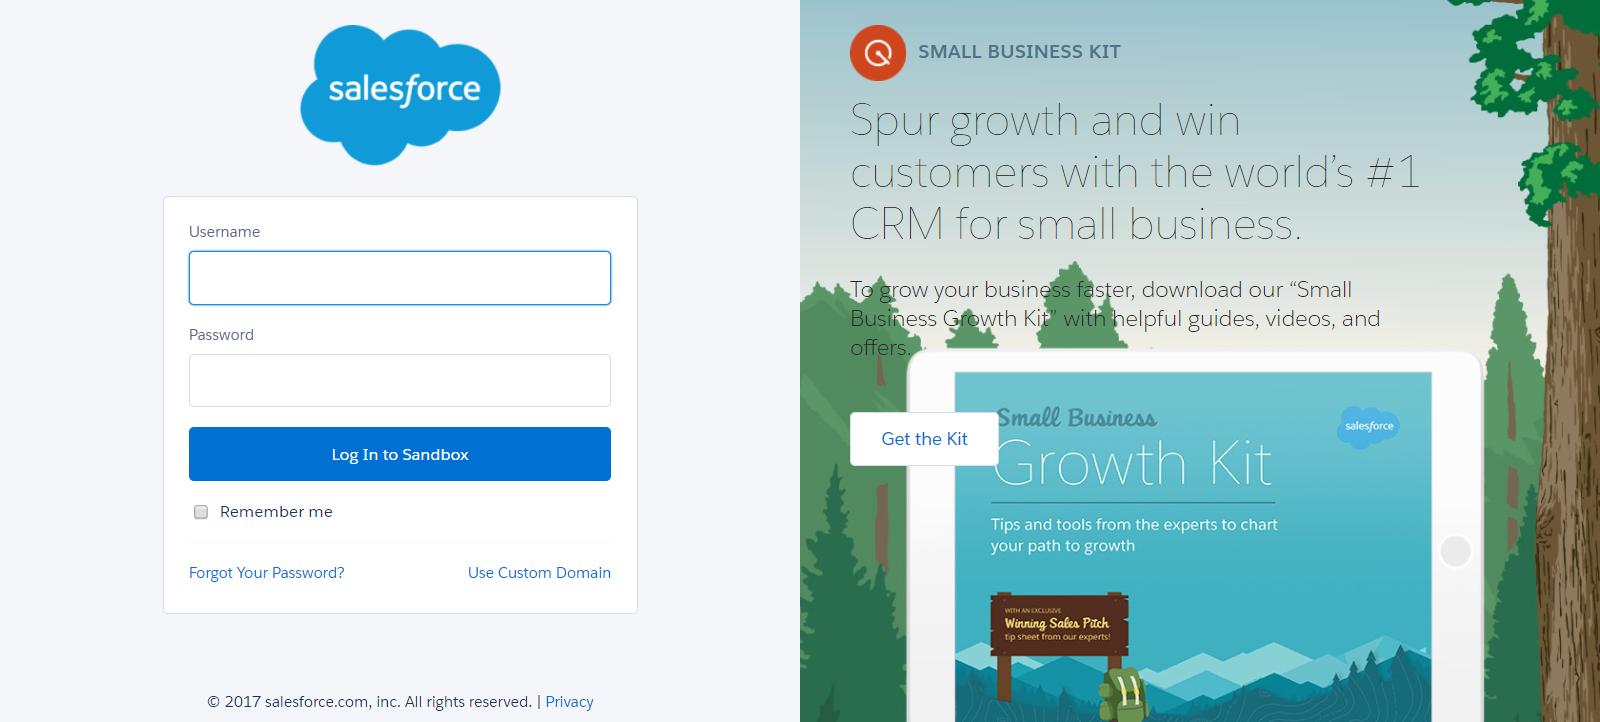 salesforce
Username
Password
Log In to Sandbox
Remember me
Forgot Your Password?
Use Custom Domain
© 2017 salesforce.com, inc. All rights reserved. | Privacy
SMALL BUSINESS KIT
Spur growth and win
customers with the world’s #1
CRM for small business.
To grow your business faster, download our “Small
Business Growth Kit” with helpful guides, videos, and
offers.
Get the Kit
Small Business
salesforce
Growth Kit
Tips and tools from the experts to chart
your path to growth
WITH AN EXCLUSIVE
Winning Sales Pitch
tip sheet from our experts!